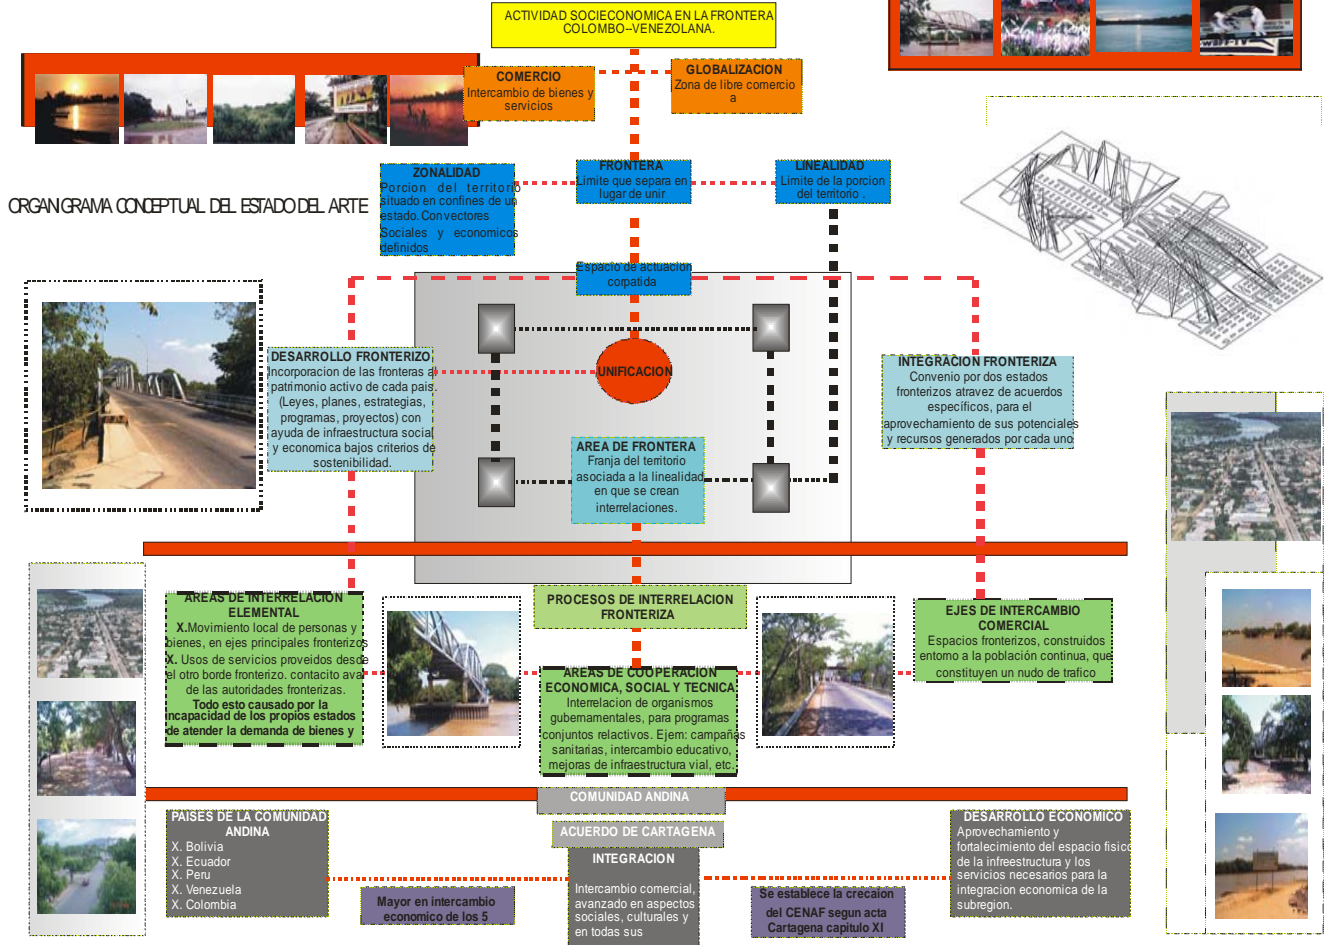 ACTIVIDAD SOCIECONOMICA EN LA FRONTERA
COLOMBO--VENEZOLANA.
COMERCIO
Intercambio de bienes y
servicios
GLOBALIZACION
Zona de libre comercio
a
ZONALIDAD
Porcion del territorio
situado en confines de un
estado. Con vectores
Sociales y economicos
definidos
FRONTERA
Limite que separa en
lugar de unir
LINEALIDAD
Limite de la porcion
del territorio .
ORGANIGRAMA CONCEPTUAL DEL ESTADO DEL ARTE
Espacio de actuacion
corpatida
DESARROLLO FRONTERIZO
Incorporacion de las fronteras al
patrimonio activo de cada pais.
(Leyes, planes, estrategias,
programas, proyectos) con
ayuda de infraestructura social
y economica bajos criterios de
sostenibilidad.
UNIFICACION
INTEGRACION FRONTERIZA
Convenio por dos estados
fronterizos atravez de acuerdos
específicos, para el
aprovechamiento de sus potenciales
y recursos generados por cada uno
AREA DE FRONTERA
Franja del territorio
asociada a la linealidad
en que se crean
interrelaciones.
AREAS DE INTERRELACION
ELEMENTAL
X.Movimiento local de personas y
bienes, en ejes principales fronterizos
X. Usos de servicios proveidos desde
el otro borde fronterizo. contacito aval
de las autoridades fronterizas.
Todo esto causado por la
incapacidad de los propios estados
de atender la demanda de bienes y
PROCESOS DE INTERRELACION
FRONTERIZA
AREAS DE COOPERACION
ECONOMICA, SOCIAL Y TECNICA
Interrelacion de organismos
gubernamentales, para programas
conjuntos relactivos. Ejem: campañas
sanitarias, intercambio educativo,
mejoras de infraestructura vial, etc.
EJES DE INTERCAMBIO
COMERCIAL
Espacios fronterizos, construidos
entorno a la población continua, que
constituyen un nudo de trafico
COMUNIDAD ANDINA
ACUERDO DE CARTAGENA
PAISES DE LA COMUNIDAD
ANDINA
X. Bolivia
X. Ecuador
X. Peru
X. Venezuela
X. Colombia
Mayor en intercambio
economico de los 5
INTEGRACION
Intercambio comercial,
avanzado en aspectos
sociales, culturales y
en todas sus
Se establece la crecaion
del CENAF segun acta
Cartagena capitulo XI
DESARROLLO ECONOMICO
Aprovechamiento y
fortalecimiento del espacio fisico
de la infreestructura y los
servicios necesarios para la
integracion economica de la
subregion.